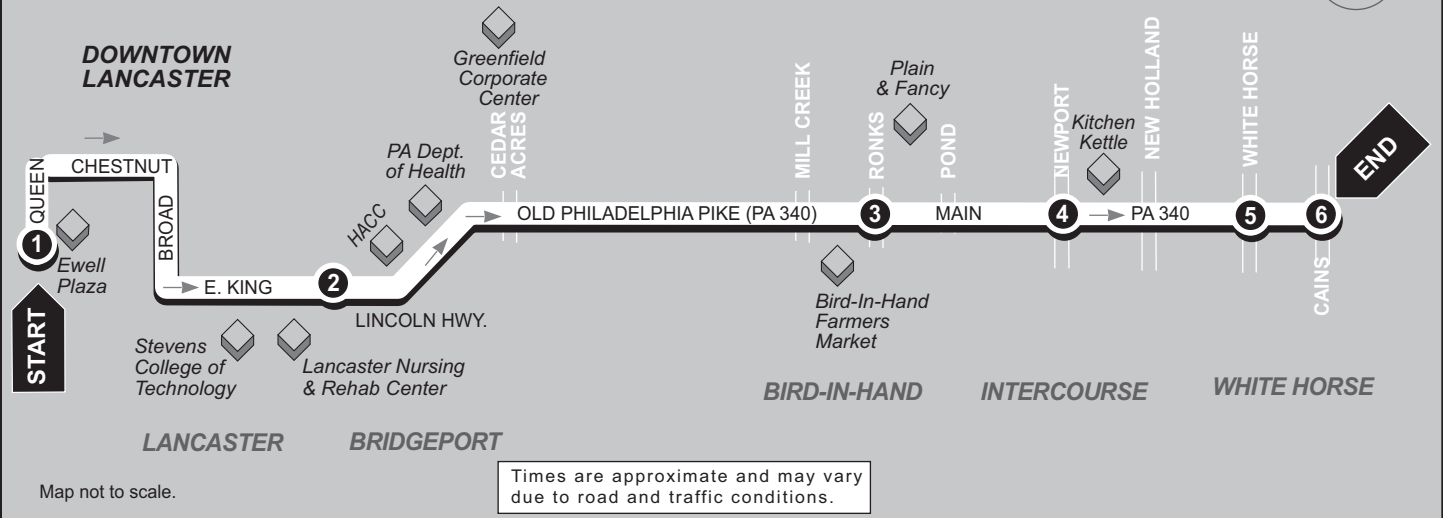 DOWNTOWN
LANCASTER
Greenfield
Corporate
Center
Plain
& Fancy
Kitchen
Kettle
PA Dept.
of Health
HACC
CEDAR
ACRES
MILL CREEK
RONKS
POND
NEWPORT
NEW HOLLAND
WHITE HORSE
END
CHESTNUT
QUEEN
BROAD
1
Ewell
Plaza
START
E. KING
2
LINCOLN HWY.
OLD PHILADELPHIA PIKE (PA 340)
3
MAIN
4
PA 340
5
6
CAINS
Stevens
College of
Technology
Lancaster Nursing
& Rehab Center
Bird-In-Hand
Farmers
Market
BIRD-IN-HAND
INTERCOURSE
WHITE HORSE
LANCASTER
BRIDGEPORT
Map not to scale.
Times are approximate and may vary
due to road and traffic conditions.